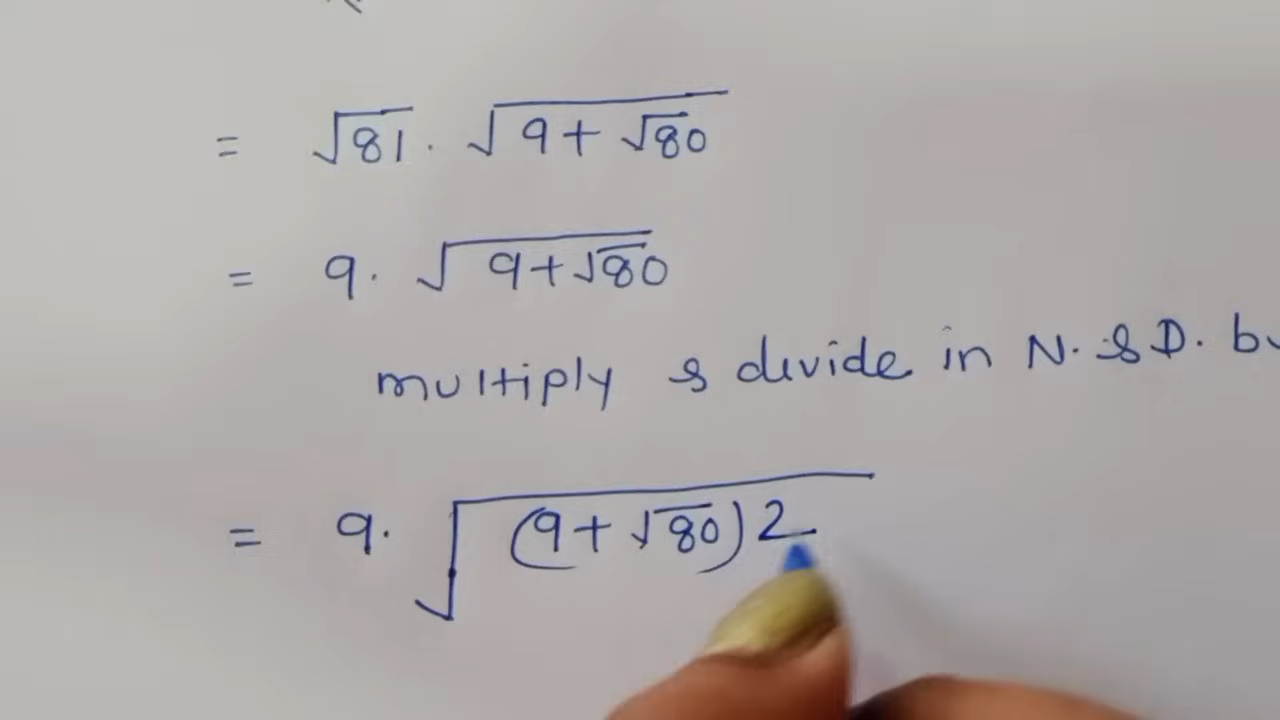 = √81 · √(9 + √80)
= 9 · √(9 + √80)
multiply & divide in N. & D.
= 9 · √((9 + √80) 2